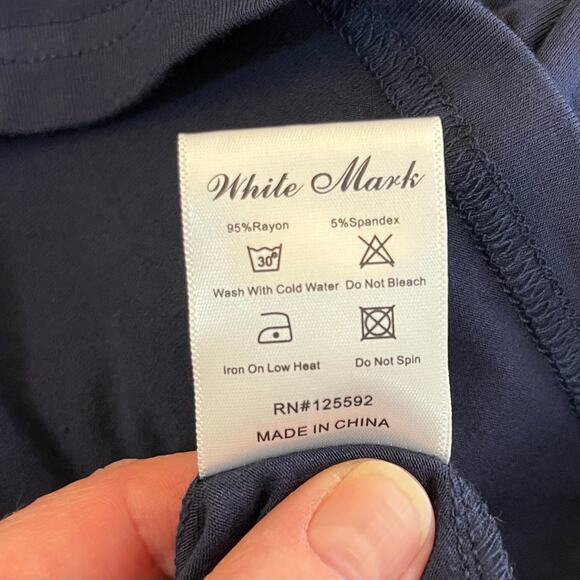 White Mark
95%Rayon 5%Spandex
30°
Wash With Cold Water Do Not Bleach
Iron On Low Heat Do Not Spin
RN#125592
MADE IN CHINA